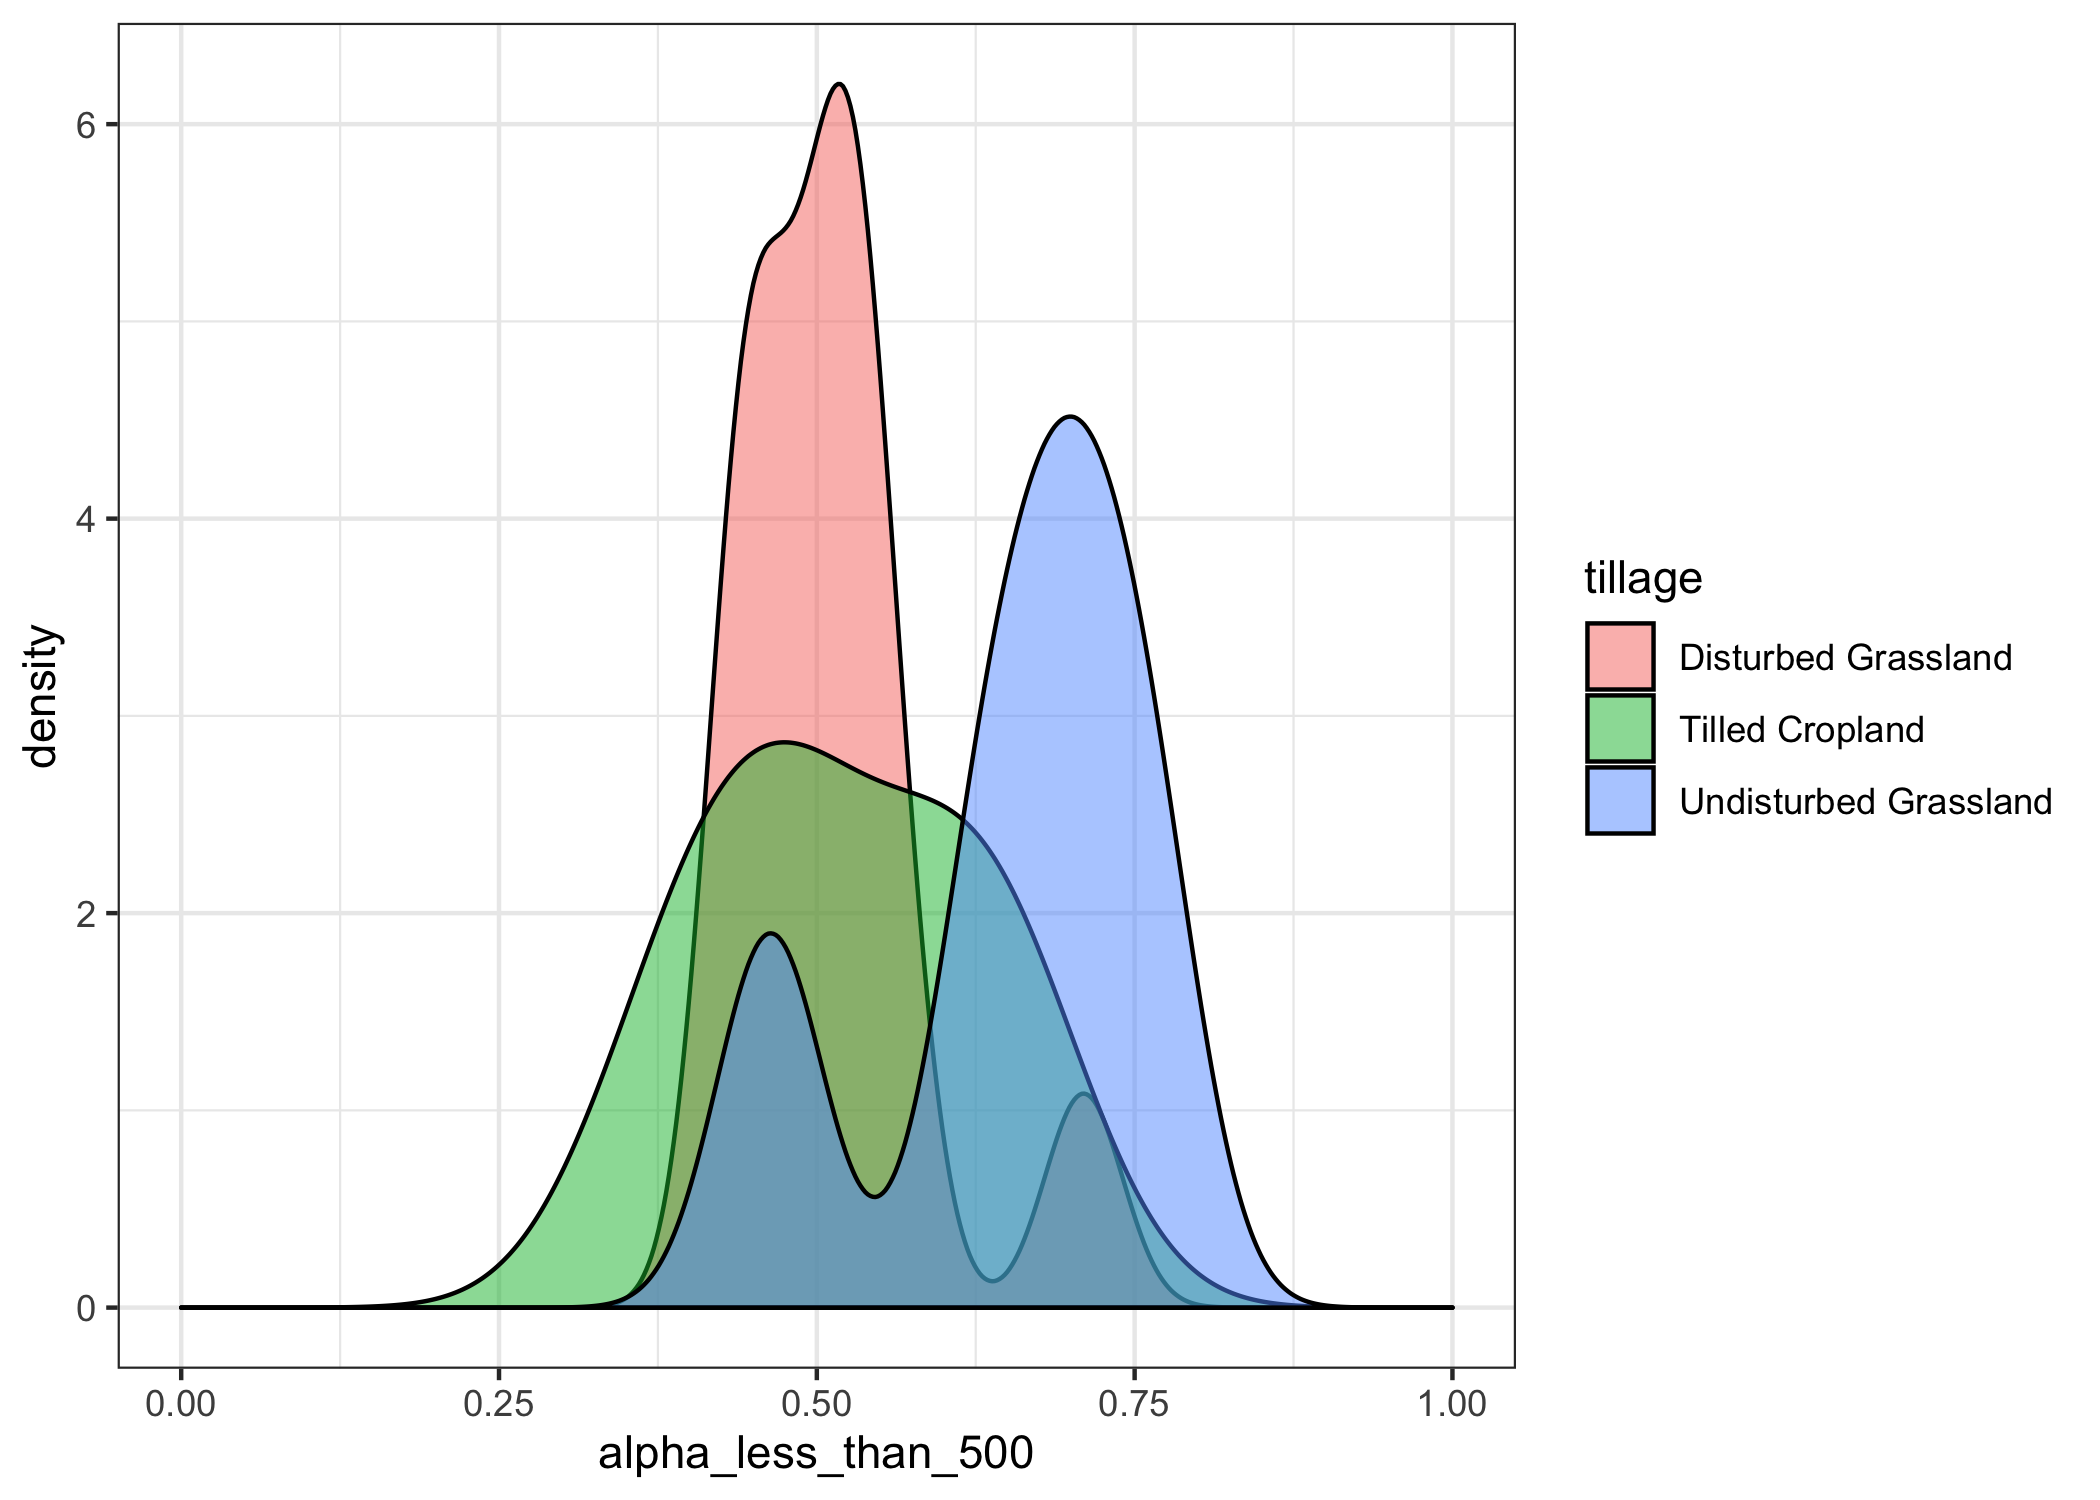 6
4
2
0
density
0.00 0.25 0.50 0.75 1.00
alpha_less_than_500
tillage
Disturbed Grassland
Tilled Cropland
Undisturbed Grassland